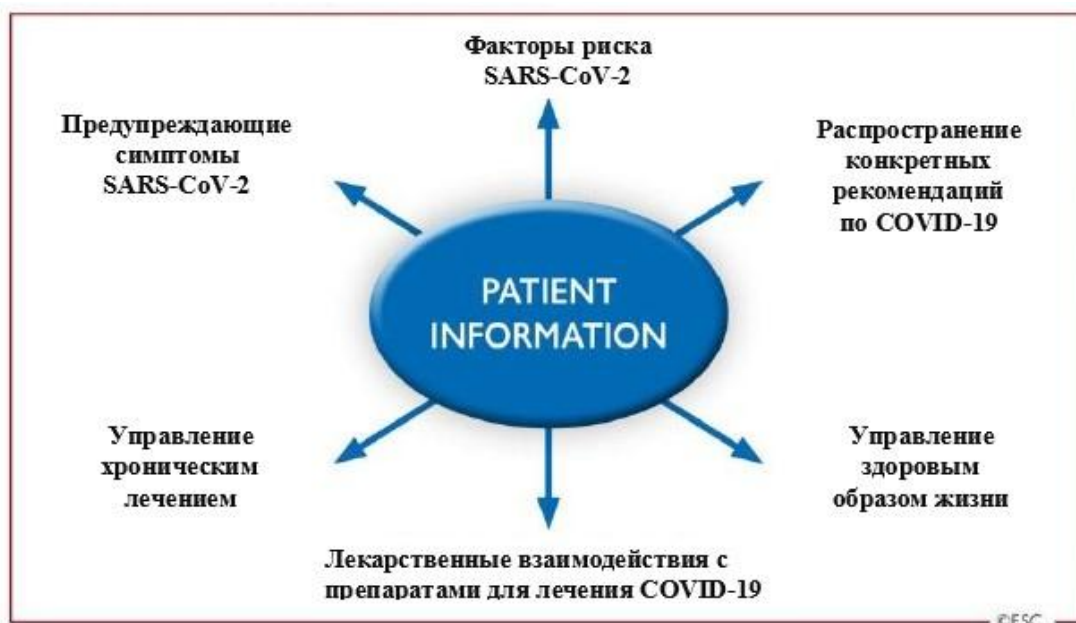 Факторы риска
SARS-CoV-2
Предупреждающие
симптомы
SARS-CoV-2
Распространение
конкретных
рекомендаций
по COVID-19
PATIENT
INFORMATION
Управление
хроническим
лечением
Управление
здоровым
образом жизни
Лекарственные взаимодействия с
препаратами для лечения COVID-19
©ESC